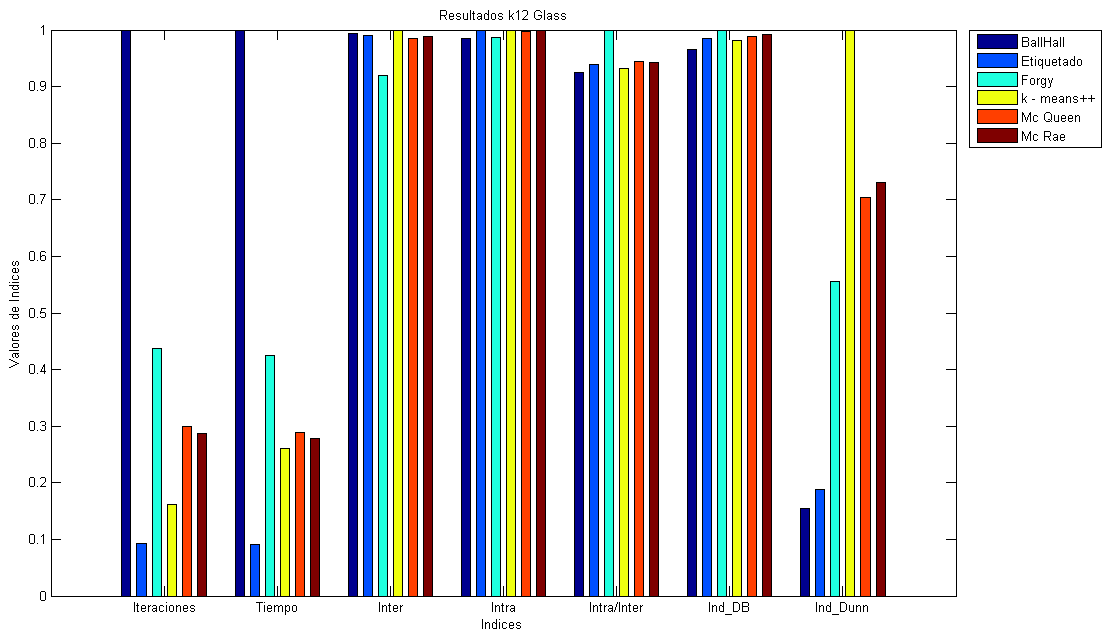 Resultados k12 Glass
1
0.9
0.8
0.7
0.6
0.5
0.4
0.3
0.2
0.1
0
Valores de Indices
Iteraciones Tiempo Inter Intra Intra/Inter Ind_DB Ind_Dunn
Indices
BallHall
Etiquetado
Forgy
k - means++
Mc Queen
Mc Rae